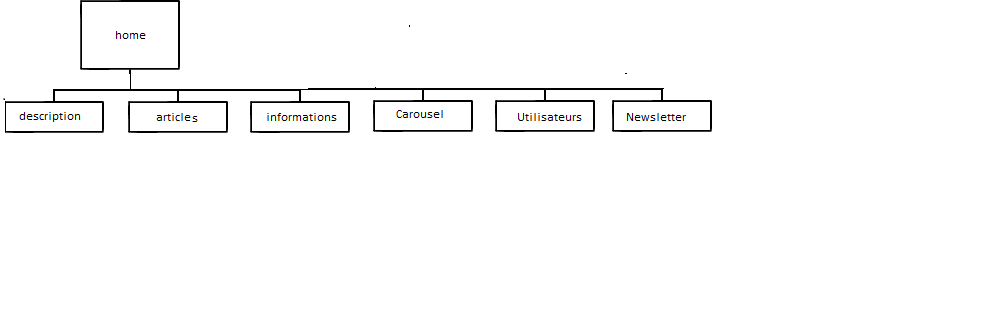 home
description
articles
informations
Carousel
Utilisateurs
Newsletter